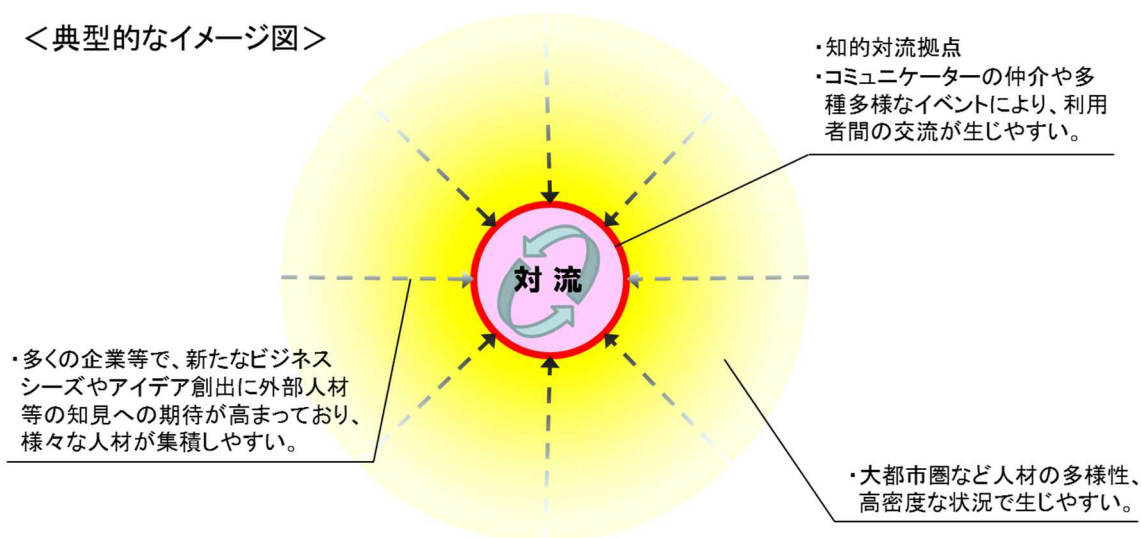 ＜典型的なイメージ図＞
・知的対流拠点
・コミュニケーターの仲介や多
種多様なイベントにより、利用
者間の交流が生じやすい。
対 流
・多くの企業等で、新たなビジネス
シーズやアイデア創出に外部人材
等の知見への期待が高まっており、
様々な人材が集積しやすい。
・大都市圏など人材の多様性、
高密度な状況で生じやすい。